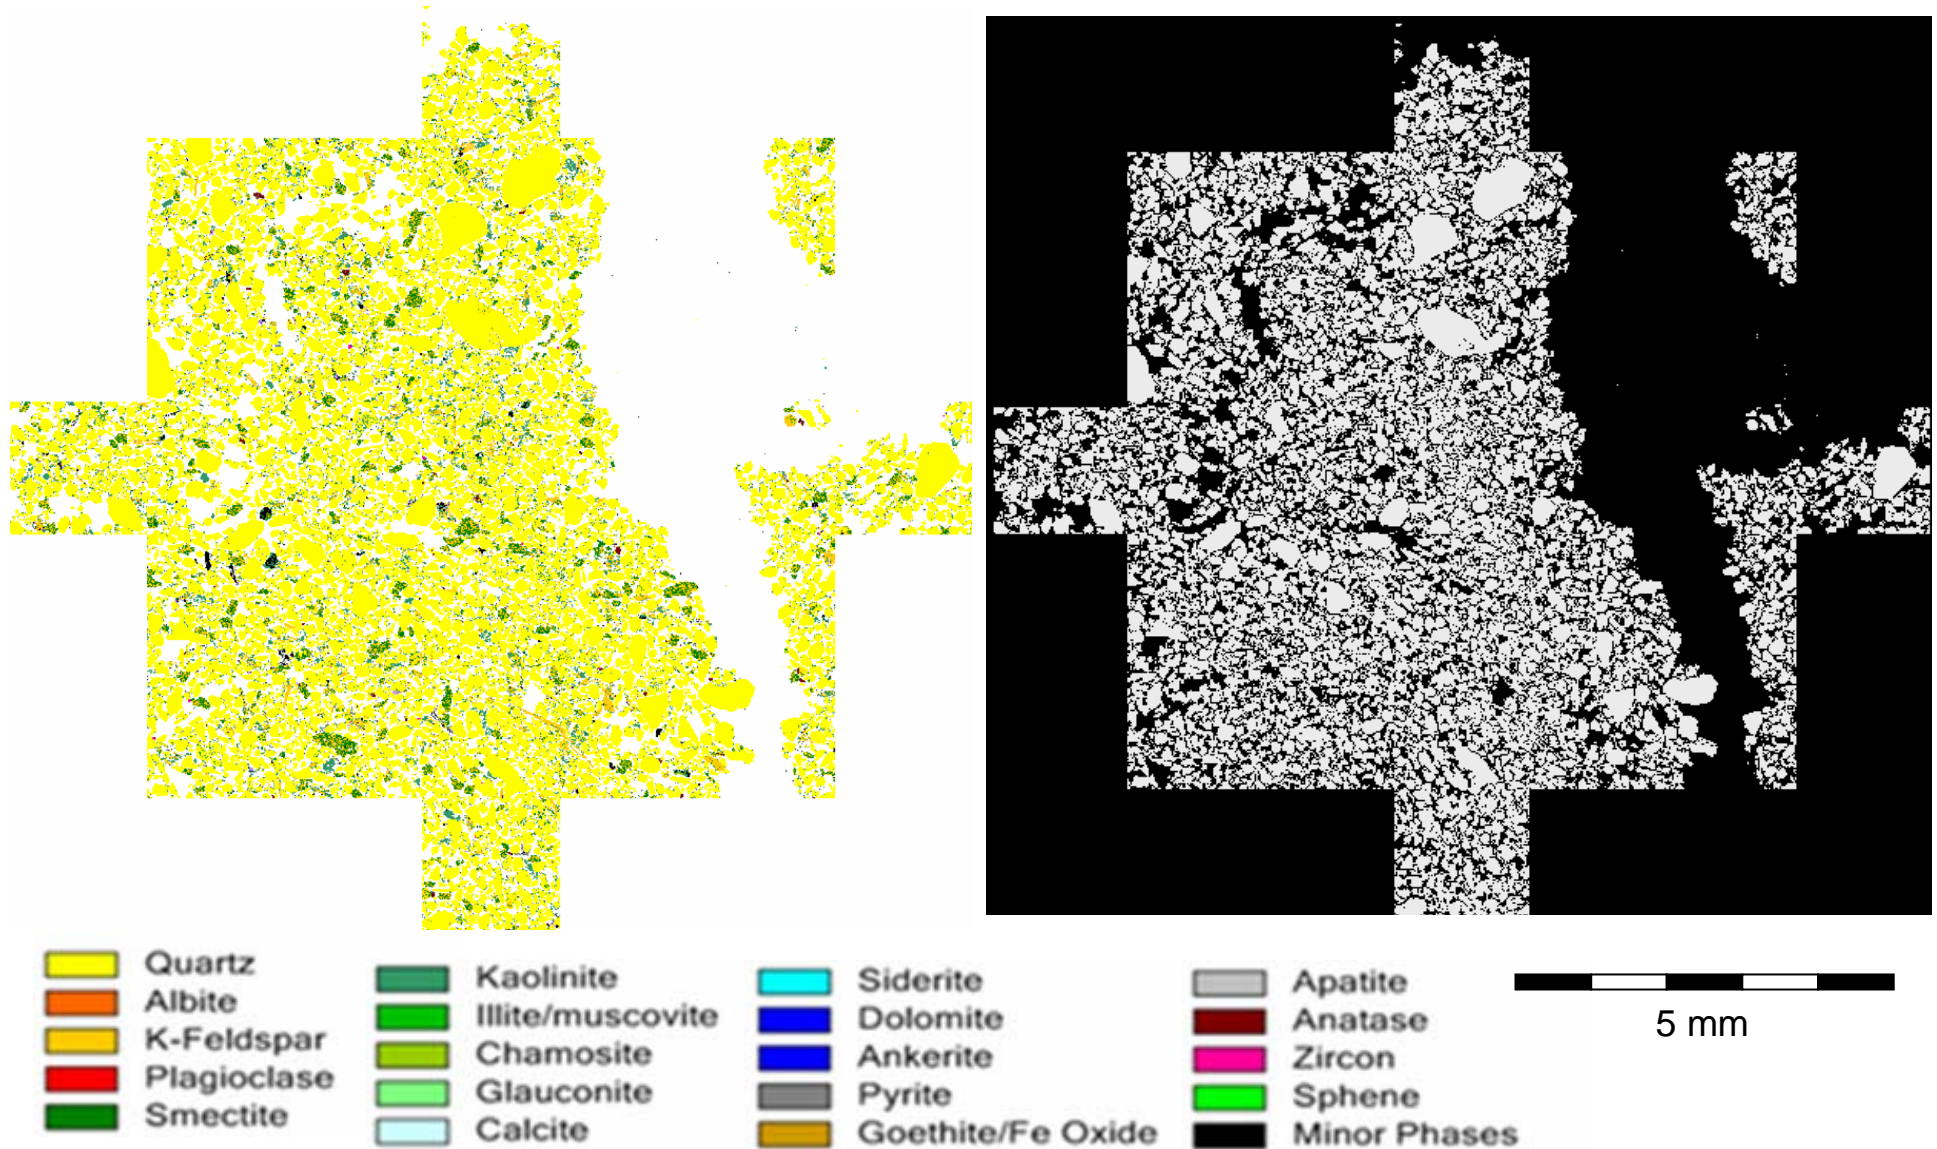 Quartz
Albite
K-Feldspar
Plagioclase
Smectite
Kaolinite
Illite/muscovite
Chamosite
Glauconite
Calcite
Siderite
Dolomite
Ankerite
Pyrite
Goethite/Fe Oxide
Apatite
Anatase
Zircon
Sphene
Minor Phases
5 mm